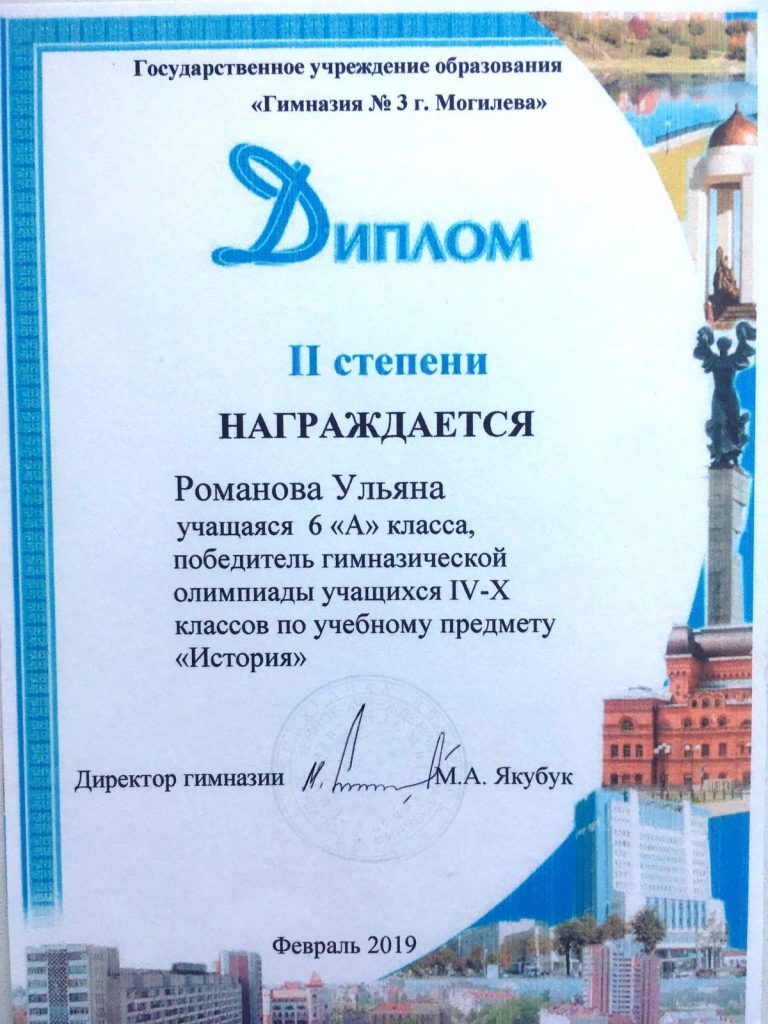 Государственное учреждение образования
«Гимназия № 3 г. Могилева»
Диплом
II степени
НАГРАЖДАЕТСЯ
Романова Ульяна
учащаяся 6 «А» класса,
победитель гимназической
олимпиады учащихся IV-X
классов по учебному предмету
«История»
Директор гимназии М.А. Якубук
Февраль 2019